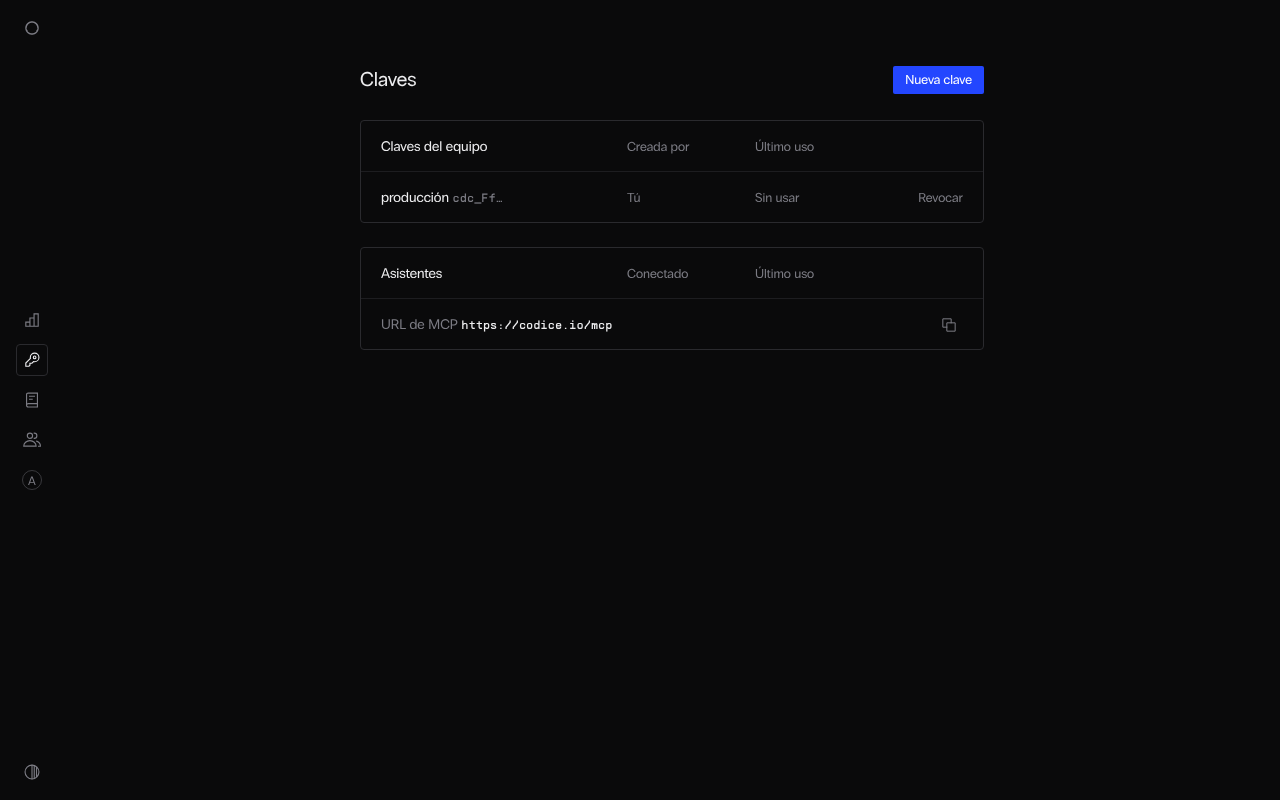 Claves
Nueva clave
Claves del equipo Creada por Último uso
producción cdc_Ff… Tú Sin usar Revocar
Asistentes Conectado Último uso
URL de MCP https://codice.io/mcp
A